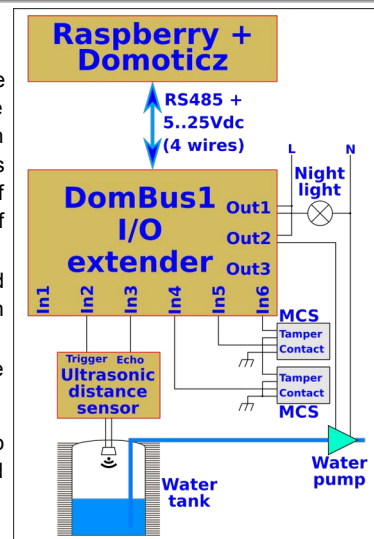 Raspberry +
Domoticz
RS485 +
5..25Vdc
(4 wires)
L N
Night
light
DomBus1
I/O
extender
Out1
Out2
Out3
In1 In2 In3 In4 In5 In6
MCS
Tamper
Contact
Tamper
Contact
MCS
Trigger Echo
Ultrasonic
distance
sensor
Water
tank
Water
pump